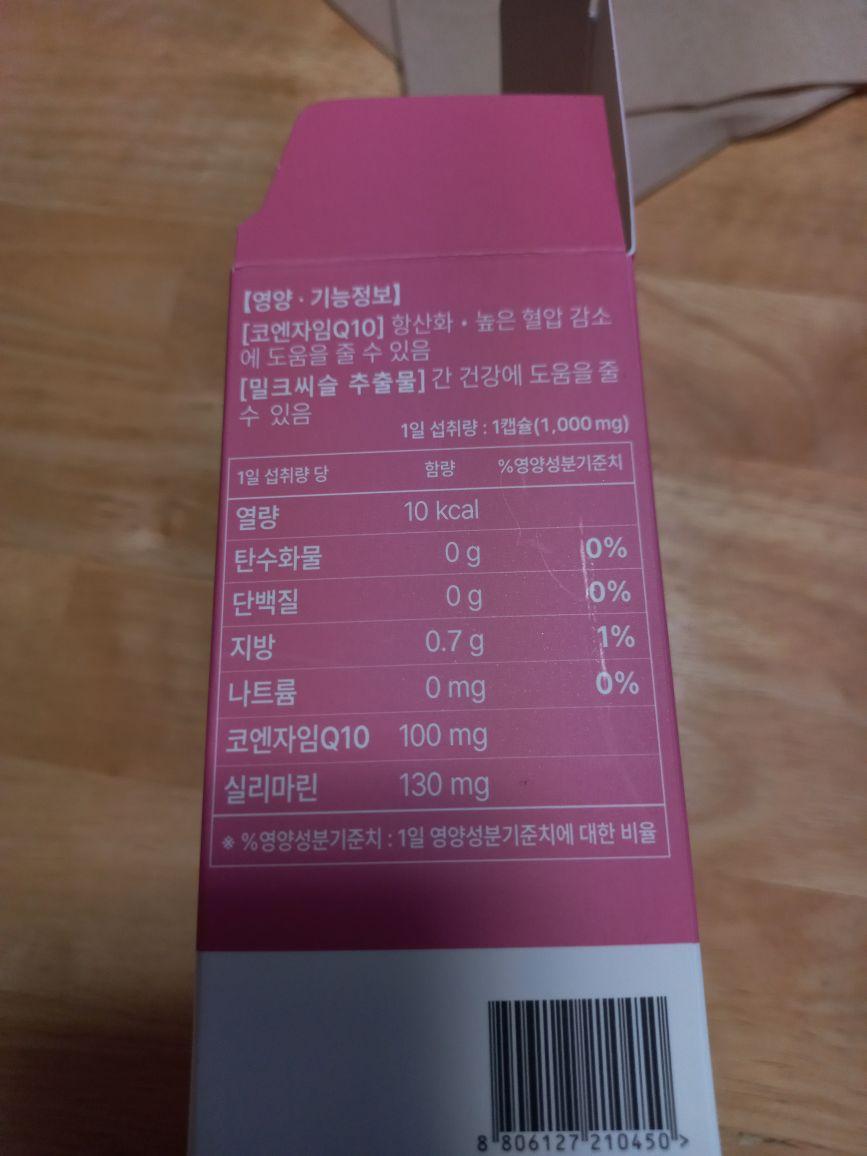 【영양 · 기능정보】
[코엔자임Q10] 항산화 • 높은 혈압 감소
에 도움을 줄 수 있음
[밀크씨슬 추출물] 간 건강에 도움을 줄
수 있음
1일 섭취량 : 1캡슐(1,000 mg)
1일 섭취량 당 함량 %영양성분기준치
열량 10 kcal
탄수화물 0 g 0%
단백질 0 g 0%
지방 0.7 g 1%
나트륨 0 mg 0%
코엔자임Q10 100 mg
실리마린 130 mg
※ %영양성분기준치 : 1일 영양성분기준치에 대한 비율
8 806127 210450 >